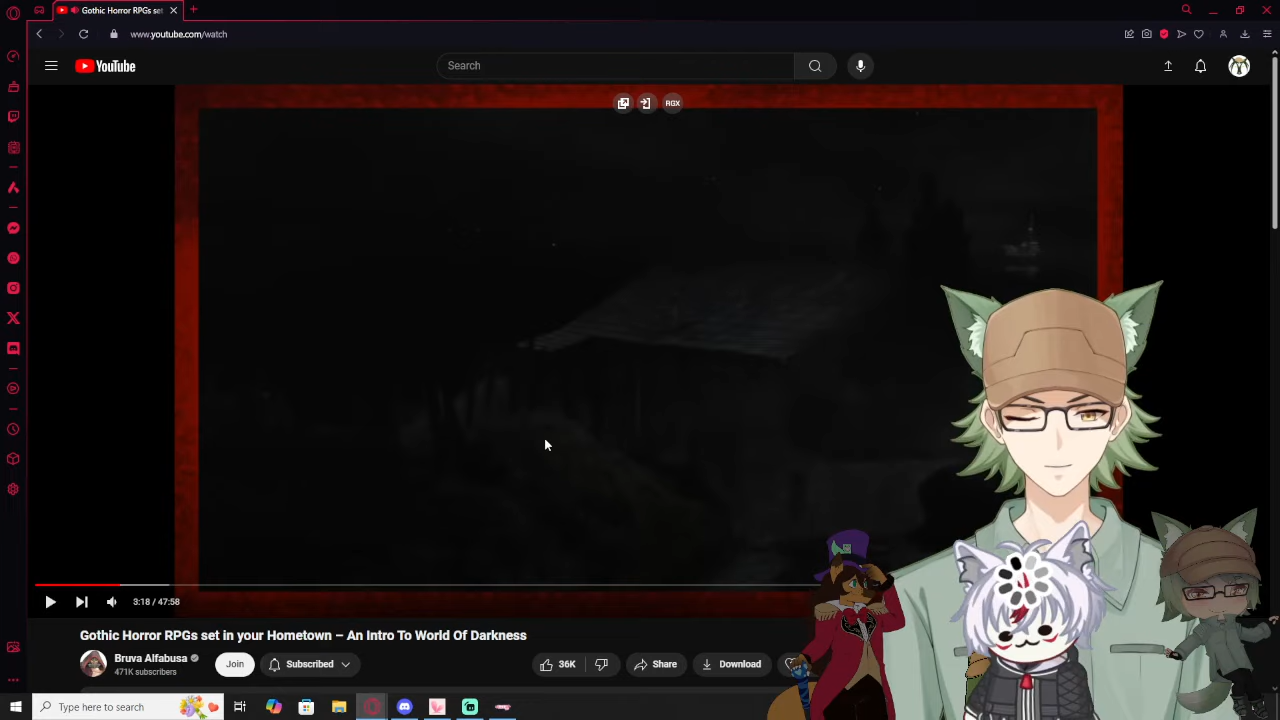 Gothic Horror RPGs set
www.youtube.com/watch
YouTube
Search
RGX
3:18 / 47:58
Gothic Horror RPGs set in your Hometown – An Intro To World Of Darkness
Bruva Alfabusa
471K subscribers
Join
Subscribed
36K
Share
Download
Type here to search